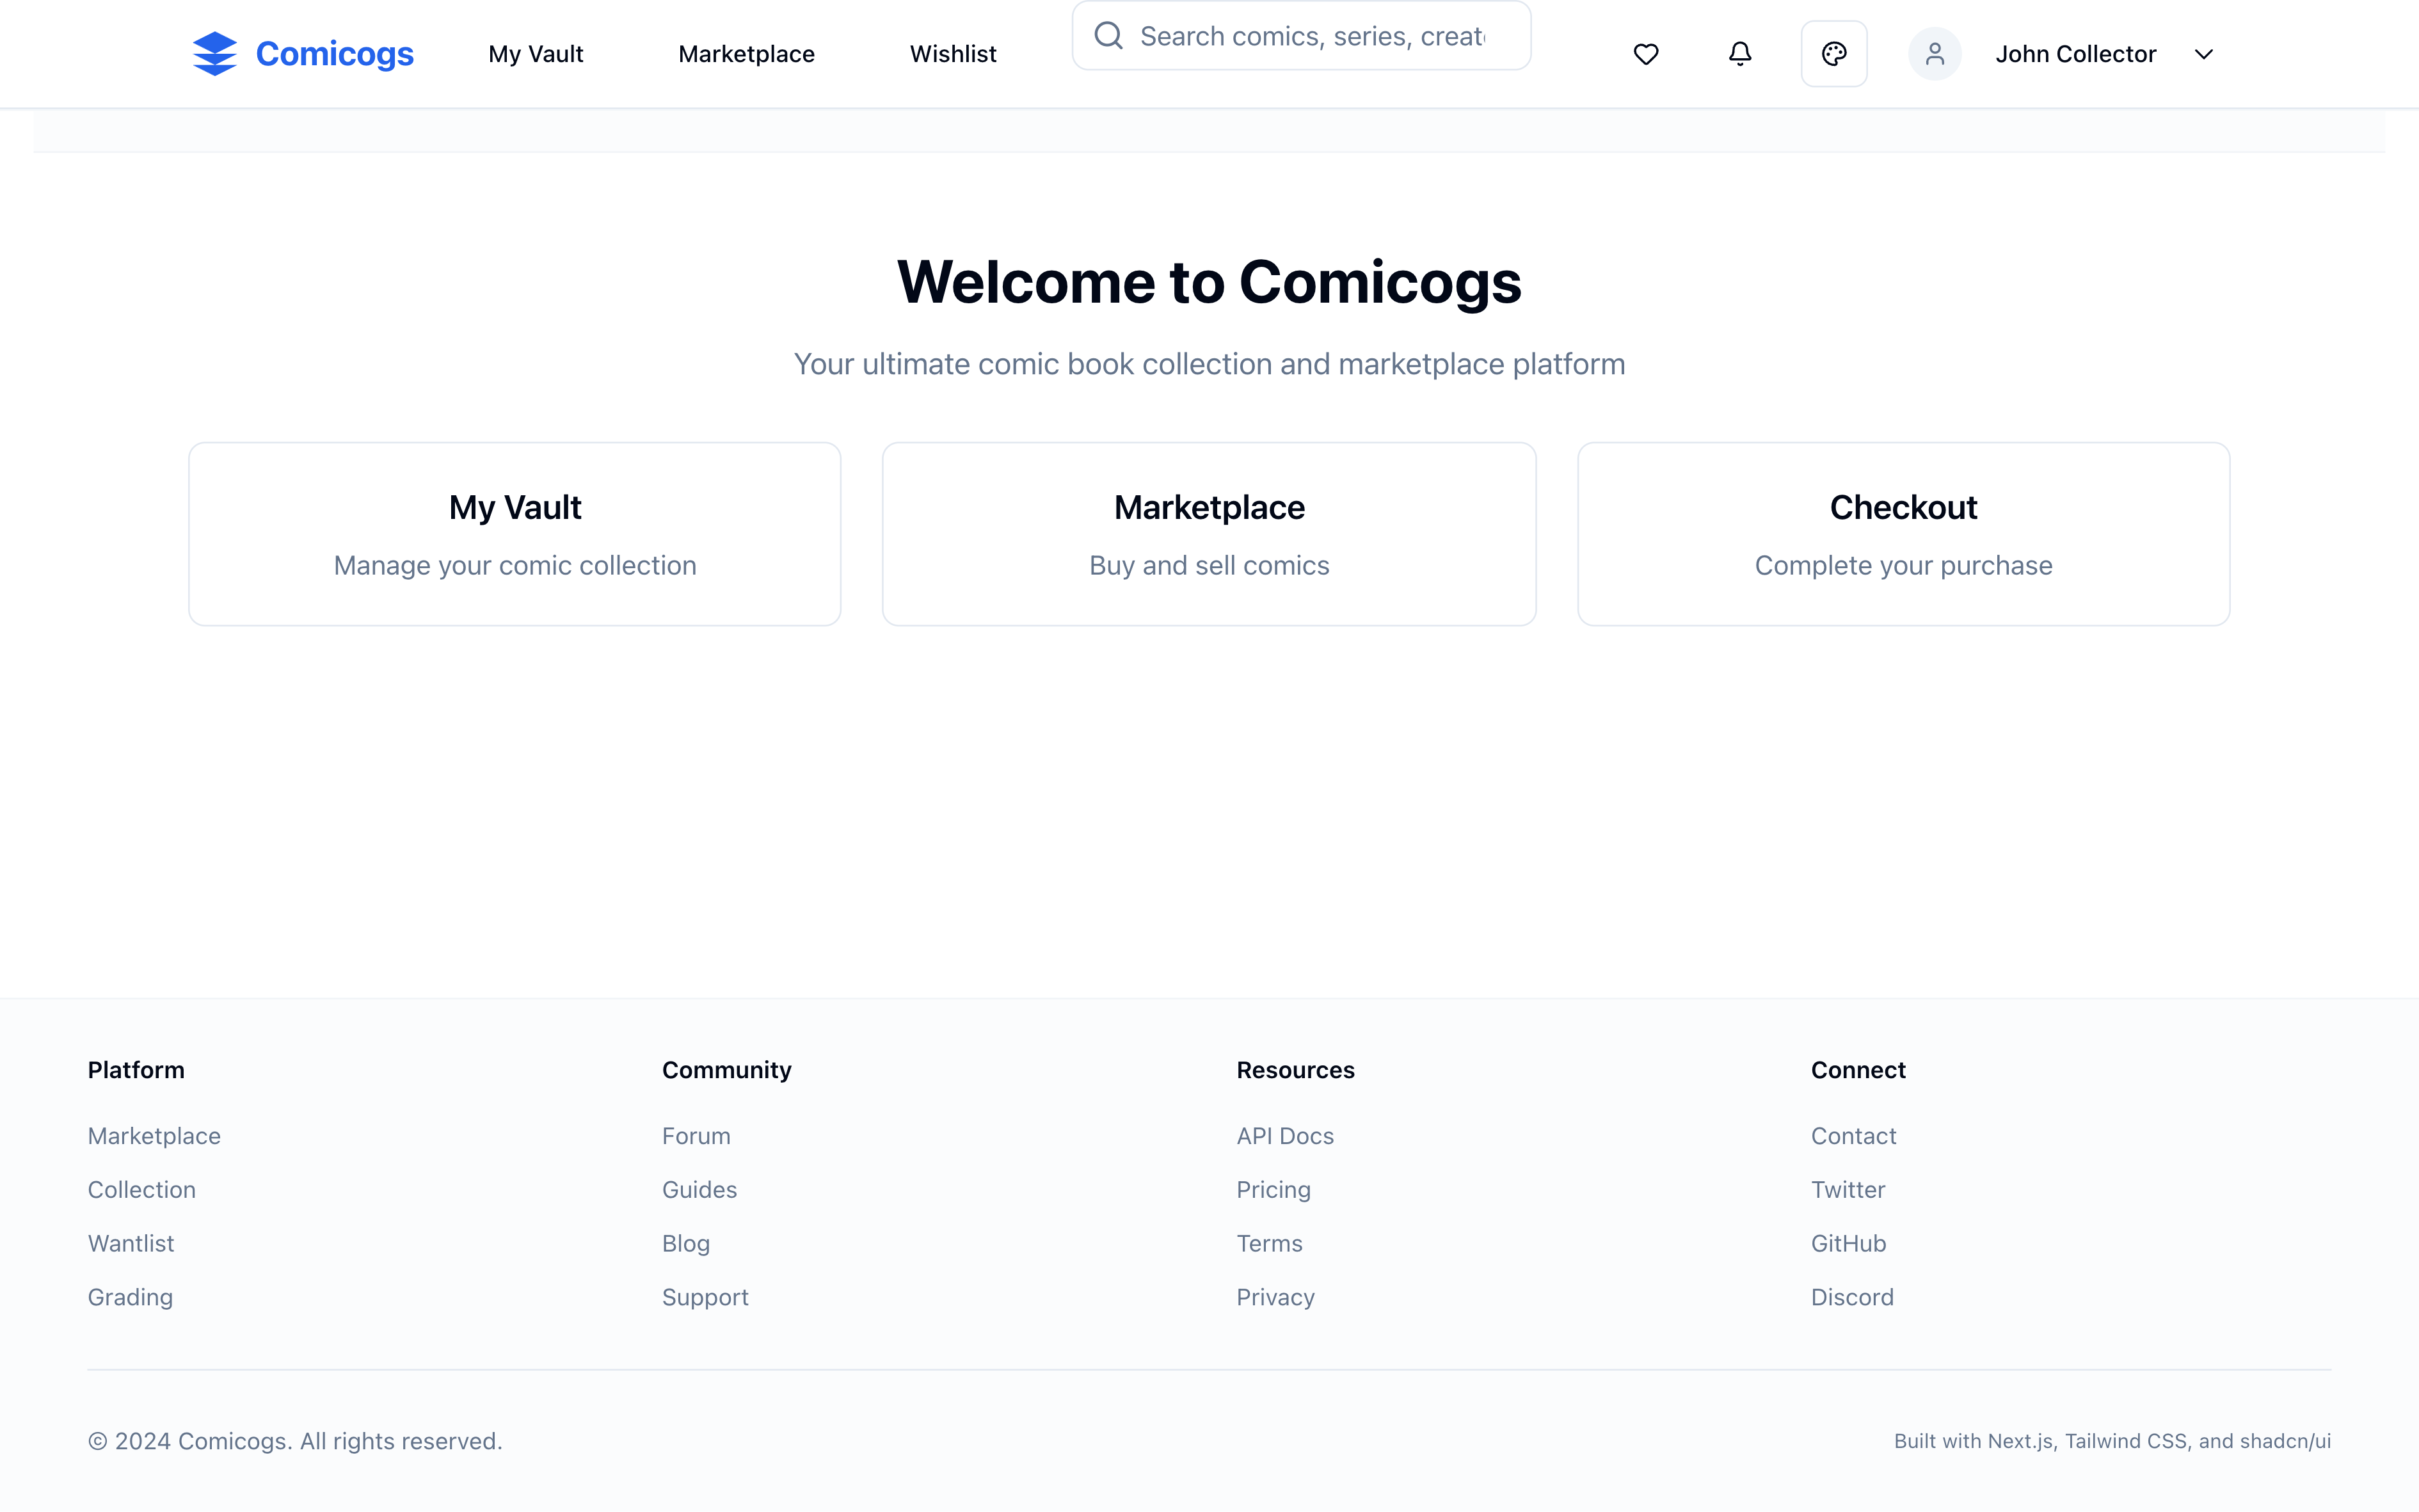 Comicogs
My Vault
Marketplace
Wishlist
Search comics, series, creat
John Collector
Welcome to Comicogs
Your ultimate comic book collection and marketplace platform
My Vault
Manage your comic collection
Marketplace
Buy and sell comics
Checkout
Complete your purchase
Platform
Marketplace
Collection
Wantlist
Grading
Community
Forum
Guides
Blog
Support
Resources
API Docs
Pricing
Terms
Privacy
Connect
Contact
Twitter
GitHub
Discord
© 2024 Comicogs. All rights reserved.
Built with Next.js, Tailwind CSS, and shadcn/ui